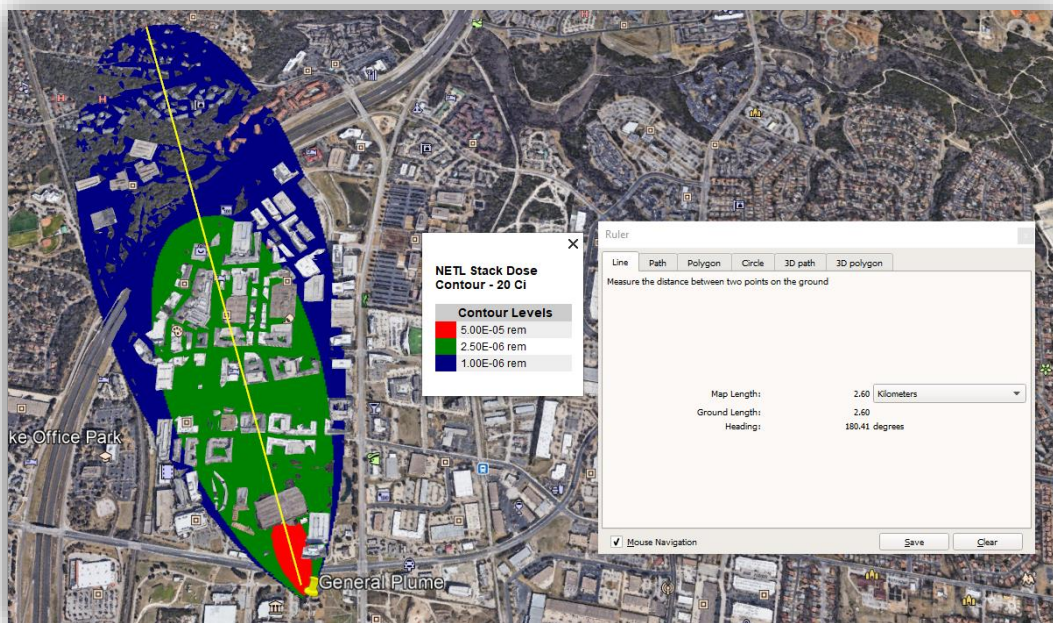 NETL Stack Dose
Contour - 20 Ci
Contour Levels
5.00E-05 rem
2.50E-06 rem
1.00E-06 rem
Ruler
Line Path Polygon Circle 3D path 3D polygon
Measure the distance between two points on the ground
Map Length: 2.60 Kilometers
Ground Length: 2.60
Heading: 180.41 degrees
Mouse Navigation Save Clear
ke Office Park
General Plume